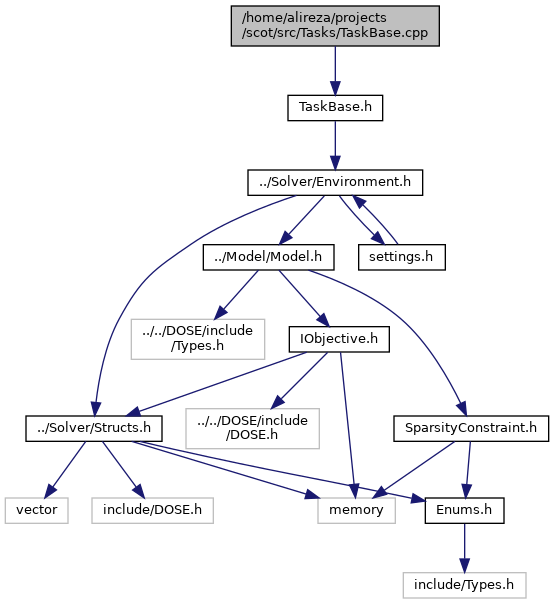 /home/alireza/projects
/scot/src/Tasks/TaskBase.cpp
TaskBase.h
../Solver/Environment.h
../Model/Model.h
settings.h
../../DOSE/include
/Types.h
IObjective.h
../Solver/Structs.h
../../DOSE/include
/DOSE.h
SparsityConstraint.h
vector
include/DOSE.h
memory
Enums.h
include/Types.h